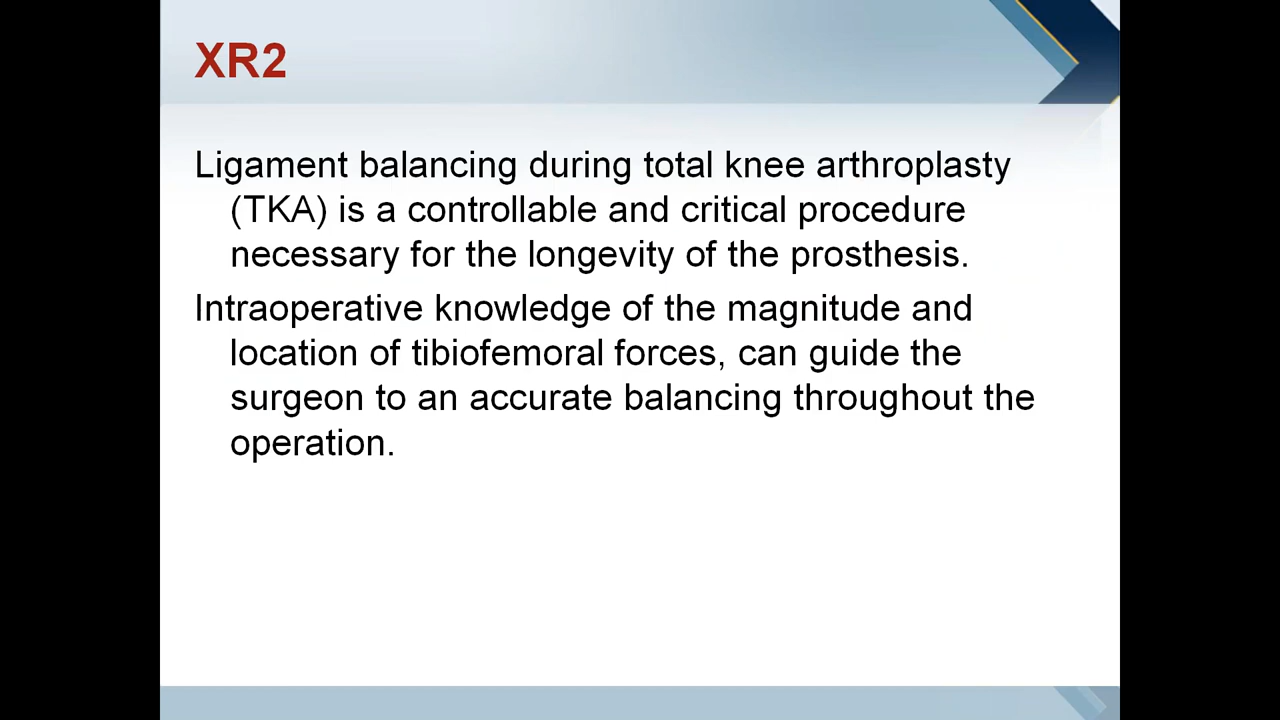 XR2
Ligament balancing during total knee arthroplasty
(TKA) is a controllable and critical procedure
necessary for the longevity of the prosthesis.
Intraoperative knowledge of the magnitude and
location of tibiofemoral forces, can guide the
surgeon to an accurate balancing throughout the
operation.